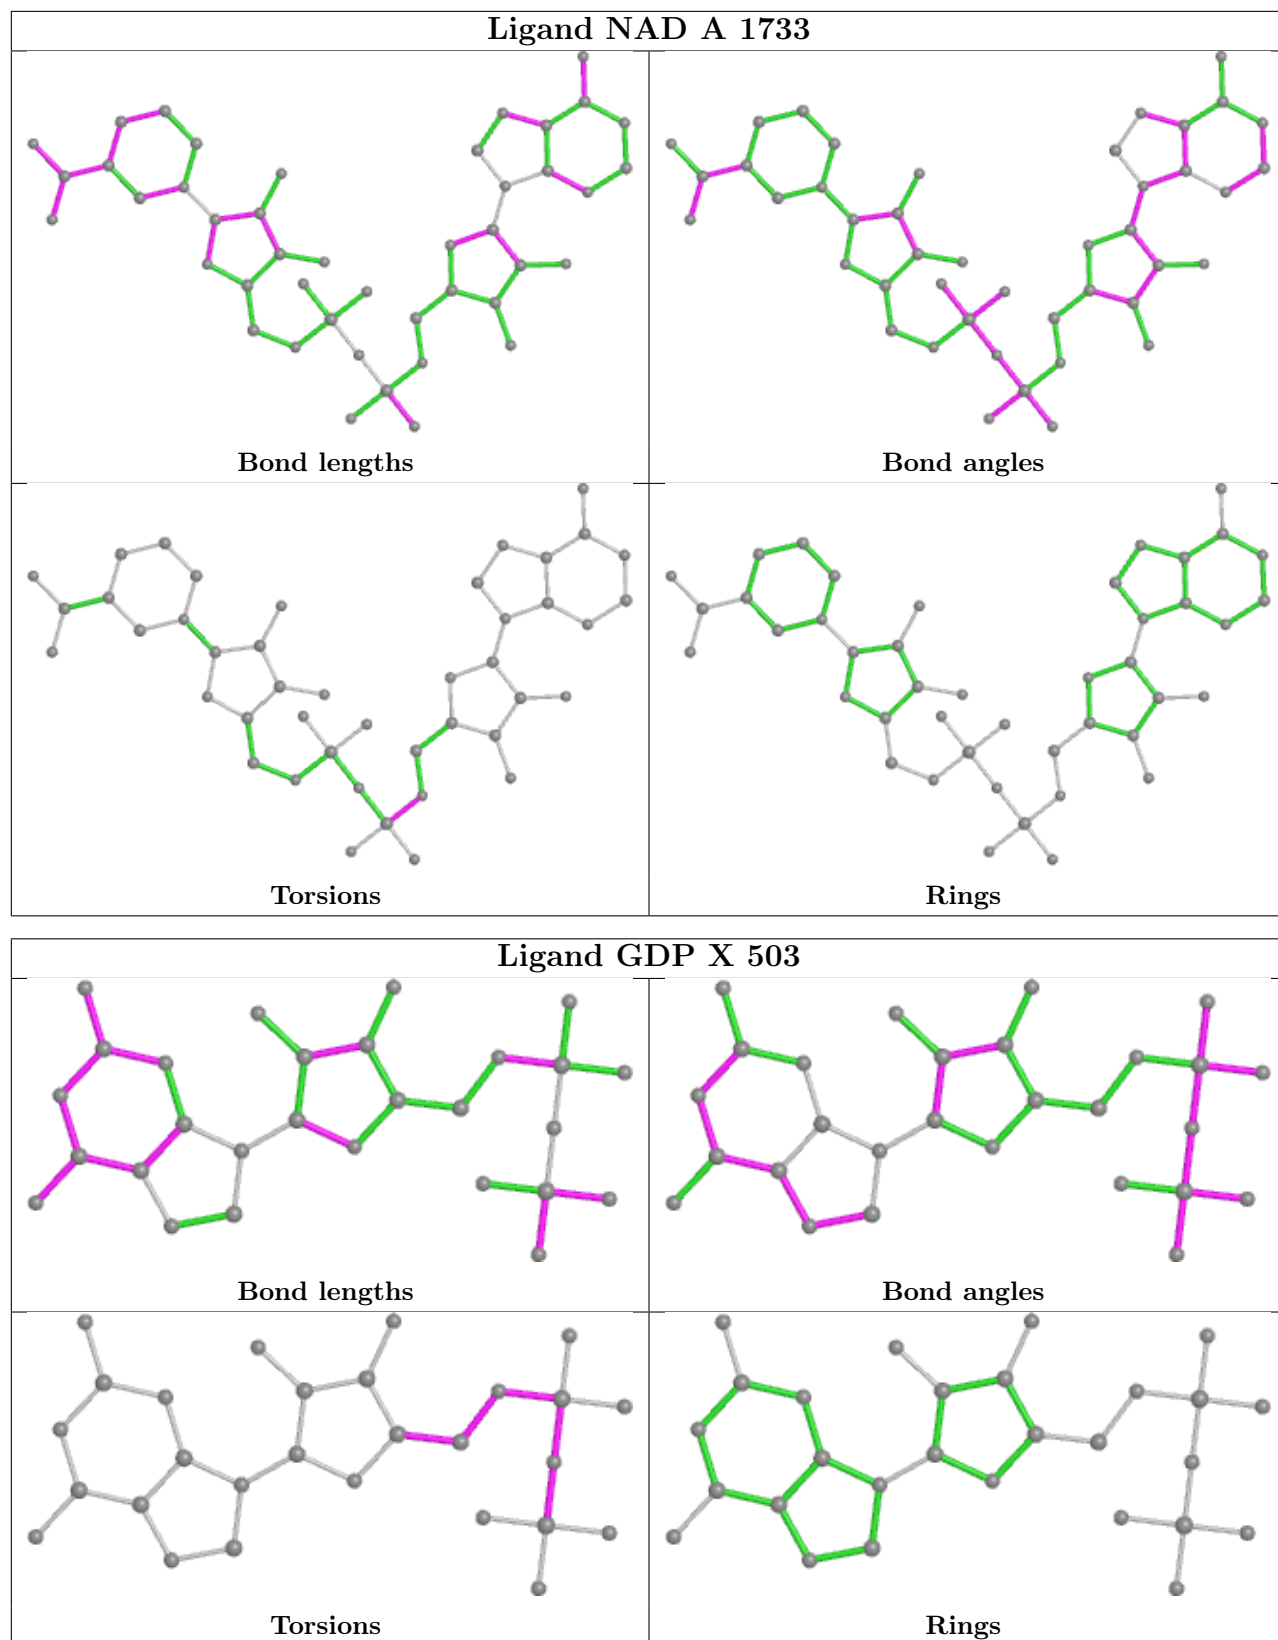 Ligand NAD A 1733
Bond lengths
Bond angles
Torsions
Rings
Ligand GDP X 503
Bond lengths
Bond angles
Torsions
Rings